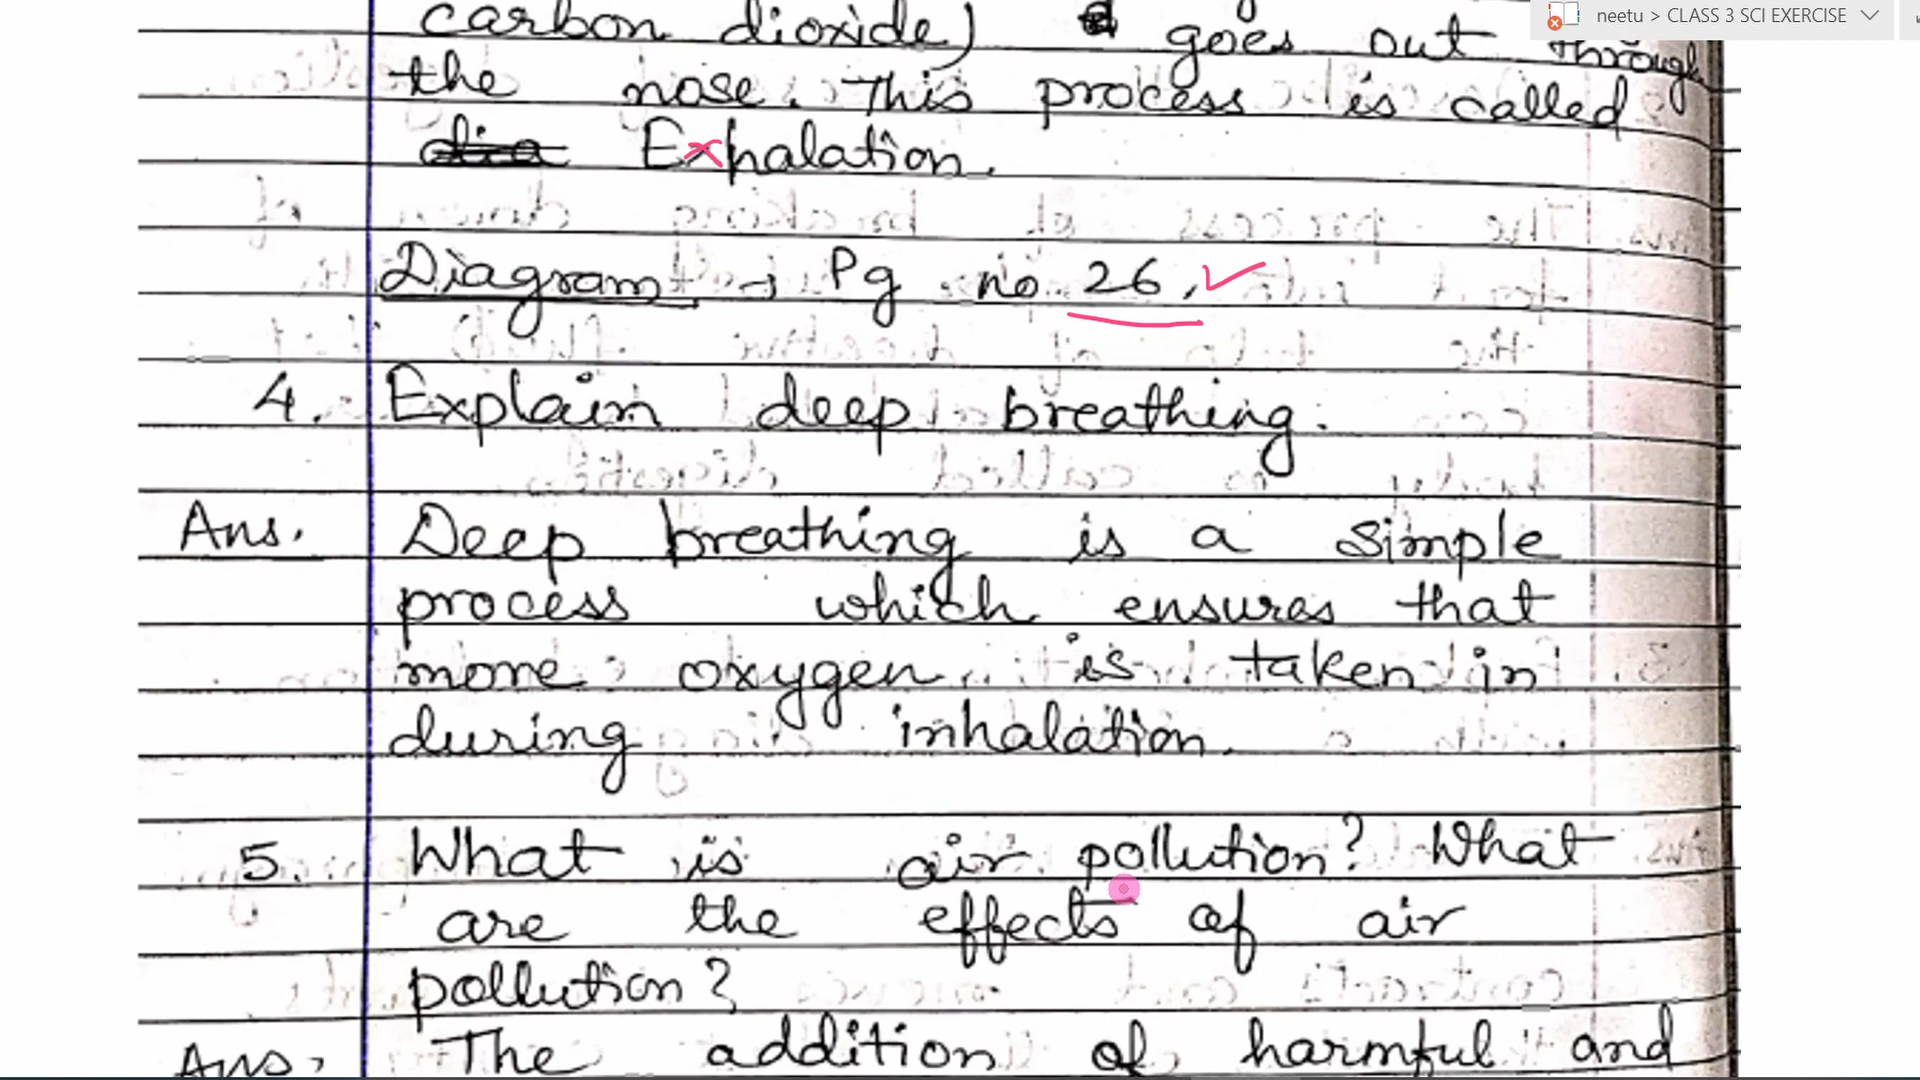 neetu > CLASS 3 SCI EXERCISE
carbon dioxide) goes out through
the nose. This process is called
Exhalation.
Diagram → Pg no 26.
4. Explain deep breathing.
Ans. Deep breathing is a simple
process which ensures that
more oxygen is taken in
during inhalation.
5. What is air pollution? What
are the effects of air
pollution?
Ans. The addition of harmful and